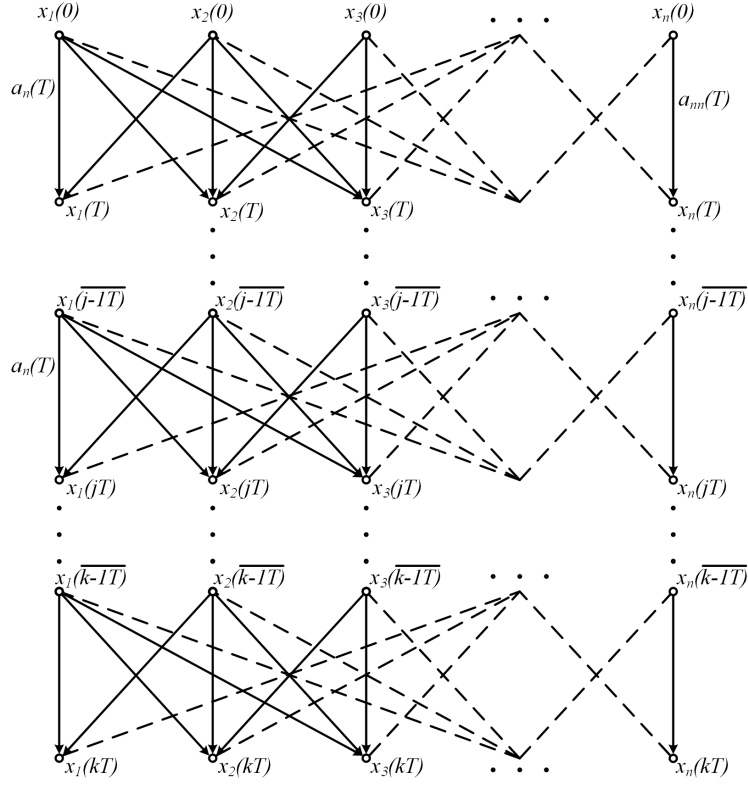 x1(0) x2(0) x3(0) . . . xn(0)
an(T) ann(T)
x1(T) x2(T) x3(T) xn(T)
x1(j-1T) x2(j-1T) x3(j-1T) . . . xn(j-1T)
an(T)
x1(jT) x2(jT) x3(jT) xn(jT)
x1(k-1T) x2(k-1T) x3(k-1T) . . . xn(k-1T)
x1(kT) x2(kT) x3(kT) . . . xn(kT)